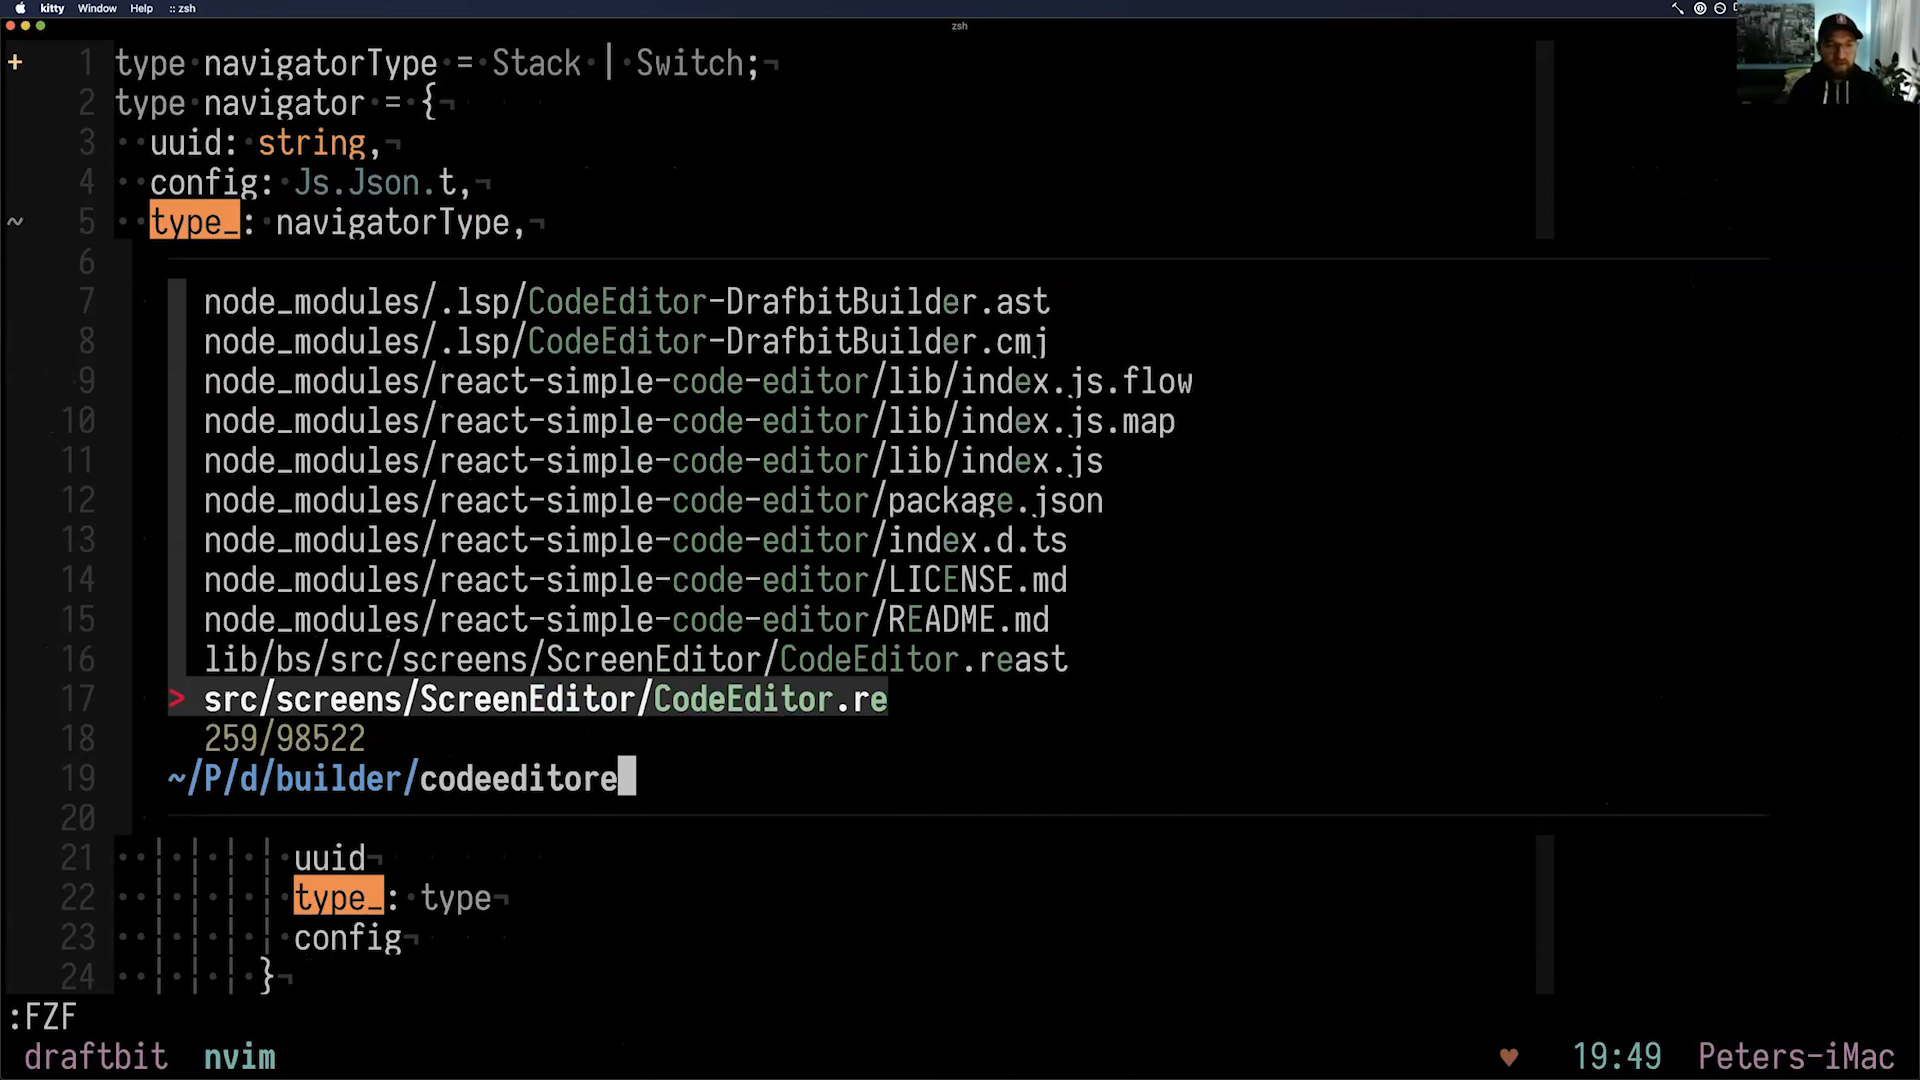 kitty Window Help :: zsh
zsh
+ 1 type navigatorType = Stack | Switch;¬
2 type navigator = {¬
3 uuid: string,¬
4 config: Js.Json.t,¬
~ 5 type_: navigatorType,¬
6
7 node_modules/.lsp/CodeEditor-DrafbitBuilder.ast
8 node_modules/.lsp/CodeEditor-DrafbitBuilder.cmj
9 node_modules/react-simple-code-editor/lib/index.js.flow
10 node_modules/react-simple-code-editor/lib/index.js.map
11 node_modules/react-simple-code-editor/lib/index.js
12 node_modules/react-simple-code-editor/package.json
13 node_modules/react-simple-code-editor/index.d.ts
14 node_modules/react-simple-code-editor/LICENSE.md
15 node_modules/react-simple-code-editor/README.md
16 lib/bs/src/screens/ScreenEditor/CodeEditor.reast
17 > src/screens/ScreenEditor/CodeEditor.re
18 259/98522
19 ~/P/d/builder/codeeditore
20
21 uuid¬
22 type_: type¬
23 config¬
24 }¬
:FZF
draftbit nvim ♥ 19:49 Peters-iMac